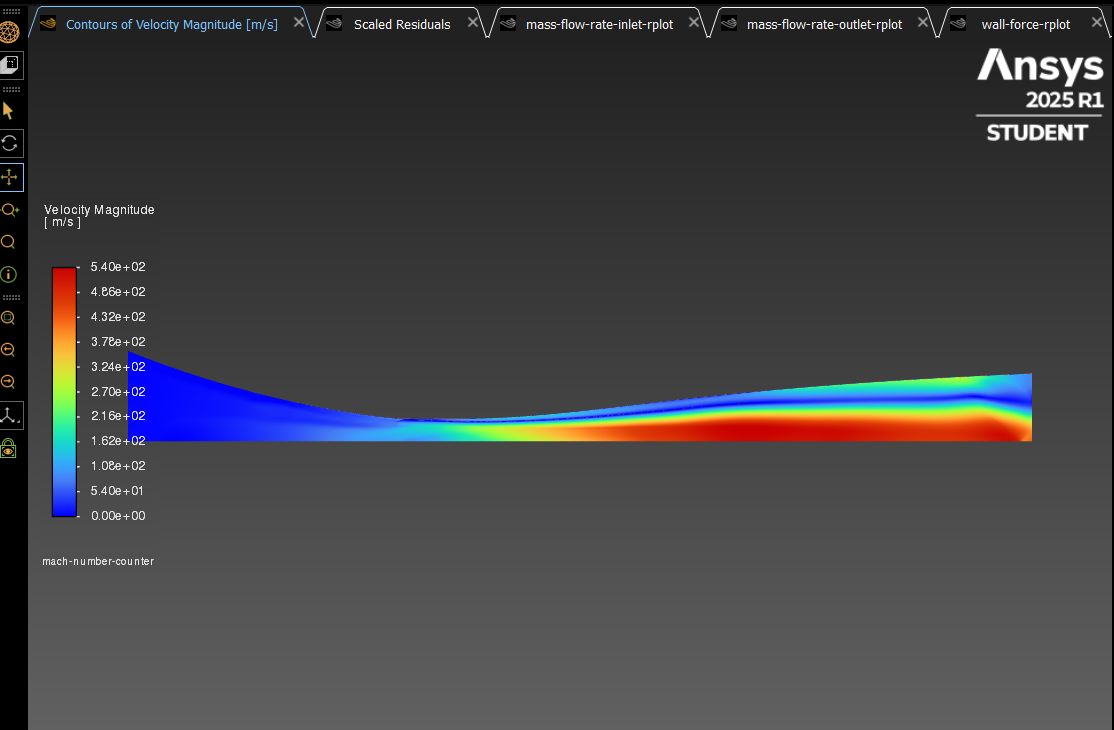 Contours of Velocity Magnitude [m/s]
Scaled Residuals
mass-flow-rate-inlet-rplot
mass-flow-rate-outlet-rplot
wall-force-rplot
Ansys
2025 R1
STUDENT
Velocity Magnitude
[ m/s ]
5.40e+02
4.86e+02
4.32e+02
3.78e+02
3.24e+02
2.70e+02
2.16e+02
1.62e+02
1.08e+02
5.40e+01
0.00e+00
mach-number-counter